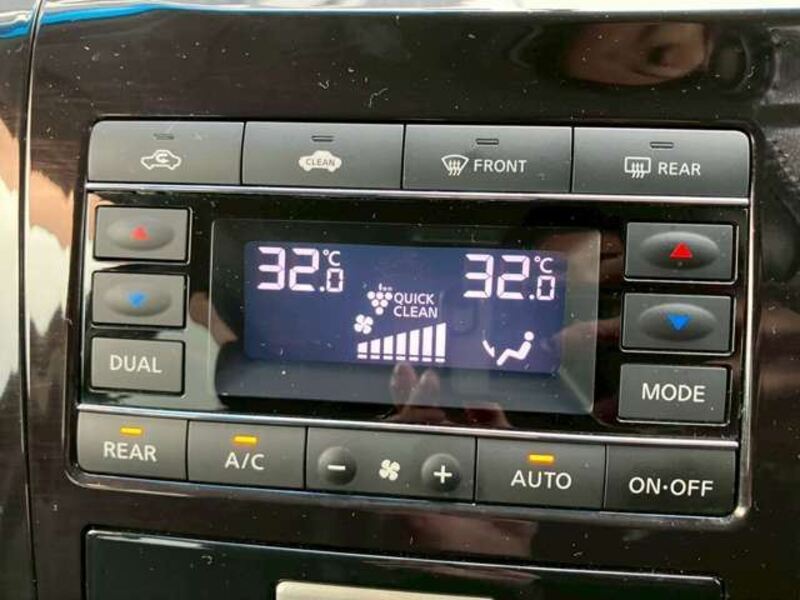 CLEAN
FRONT
REAR
32.0°C
32.0°C
QUICK
CLEAN
DUAL
MODE
REAR
A/C
− +
AUTO
ON·OFF